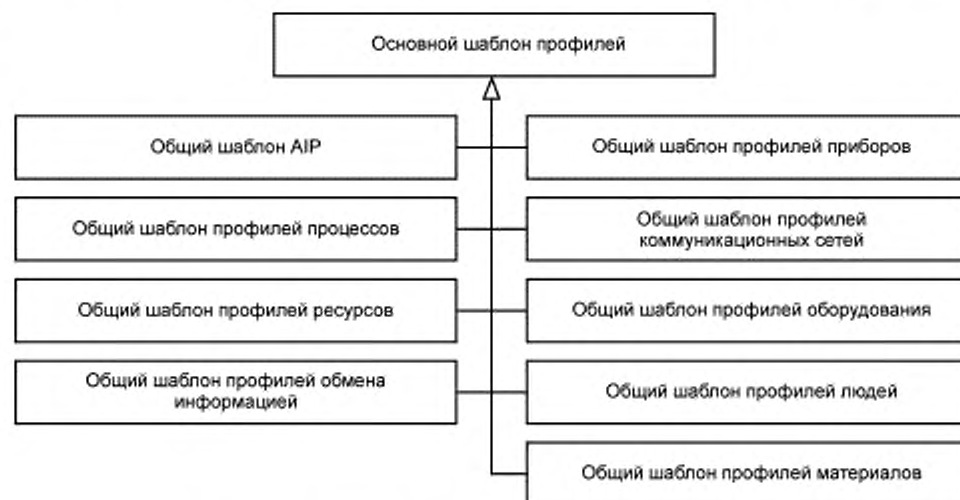 Основной шаблон профилей
Общий шаблон AIP
Общий шаблон профилей приборов
Общий шаблон профилей процессов
Общий шаблон профилей
коммуникационных сетей
Общий шаблон профилей ресурсов
Общий шаблон профилей оборудования
Общий шаблон профилей обмена
информацией
Общий шаблон профилей людей
Общий шаблон профилей материалов